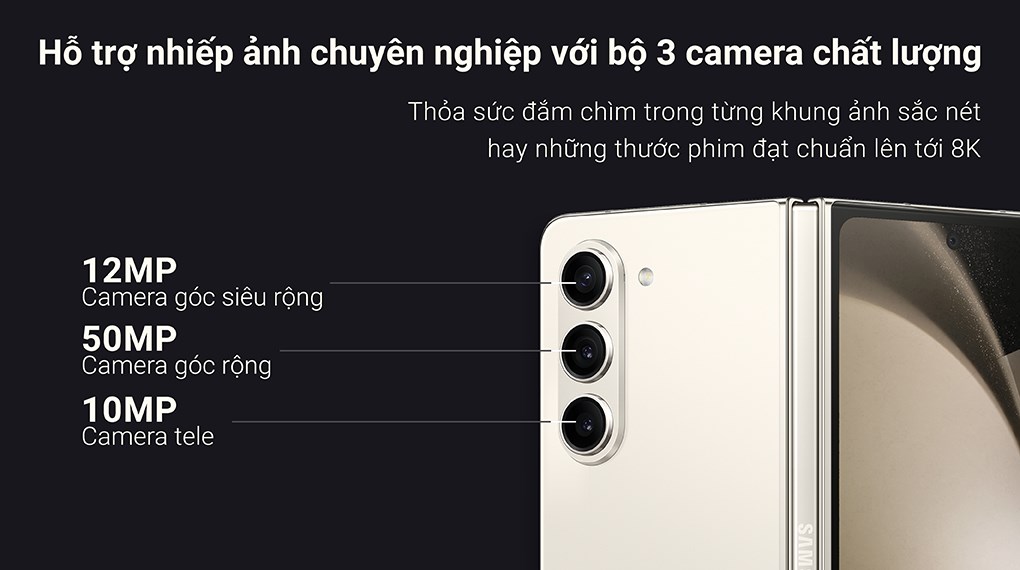 Hỗ trợ nhiếp ảnh chuyên nghiệp với bộ 3 camera chất lượng
Thỏa sức đắm chìm trong từng khung ảnh sắc nét
hay những thước phim đạt chuẩn lên tới 8K
12MP
Camera góc siêu rộng
50MP
Camera góc rộng
10MP
Camera tele
SAM